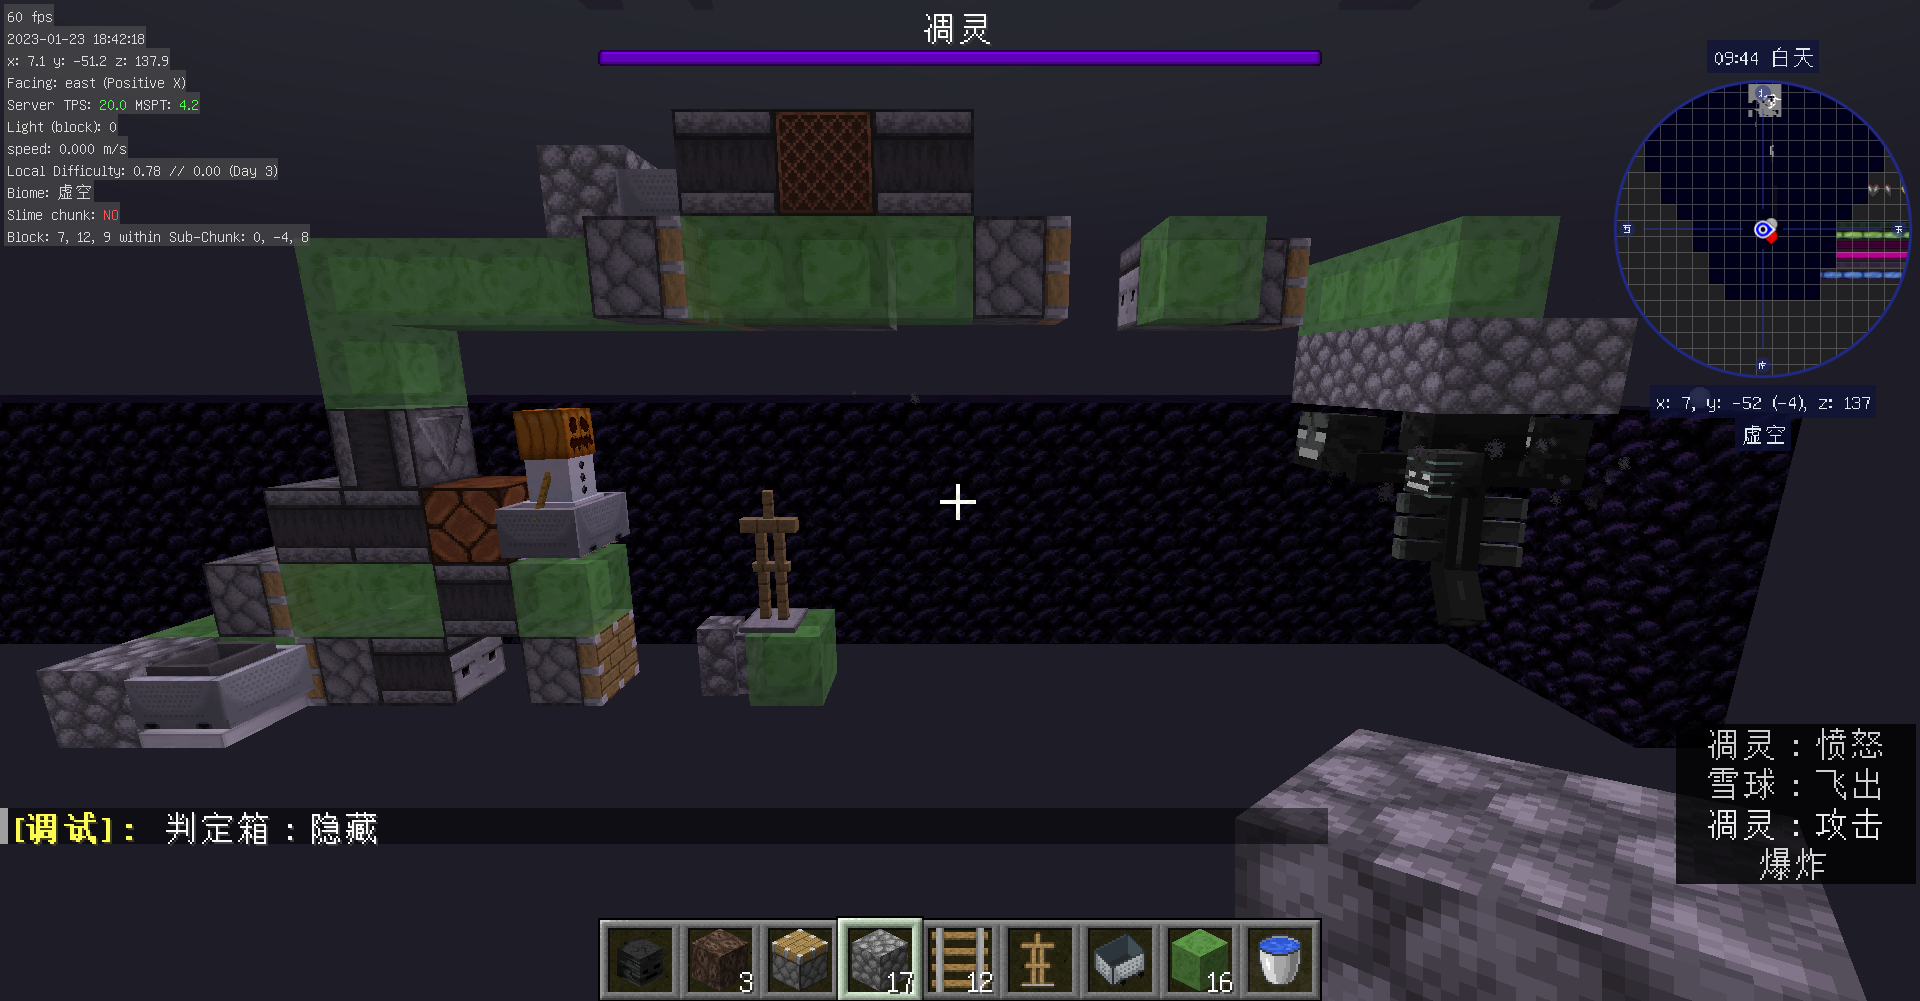 60 fps
2023-01-23 18:42:18
x: 7.1 y: -51.2 z: 137.9
Facing: east (Positive X)
Server TPS: 20.0 MSPT: 4.2
Light (block): 0
speed: 0.000 m/s
Local Difficulty: 0.78 // 0.00 (Day 3)
Biome: 虚空
Slime chunk: NO
Block: 7, 12, 9 within Sub-Chunk: 0, -4, 8
凋灵
09:44 白天
x: 7, y: -52 (-4), z: 137
虚空
凋灵：愤怒
雪球：飞出
凋灵：攻击
爆炸
[调试]： 判定箱：隐藏
3
17
12
16